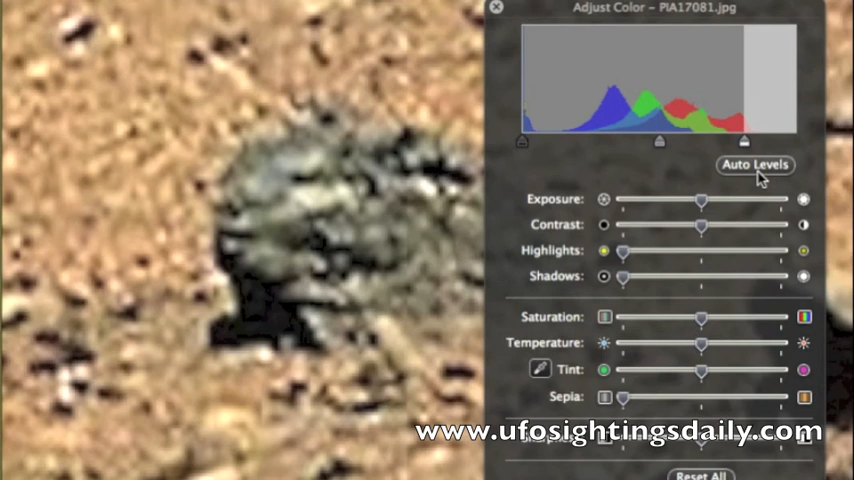 Adjust Color - PIA17081.jpg
Auto Levels
Exposure:
Contrast:
Highlights:
Shadows:
Saturation:
Temperature:
Tint:
Sepia:
www.ufosightingsdaily.com
Reset All